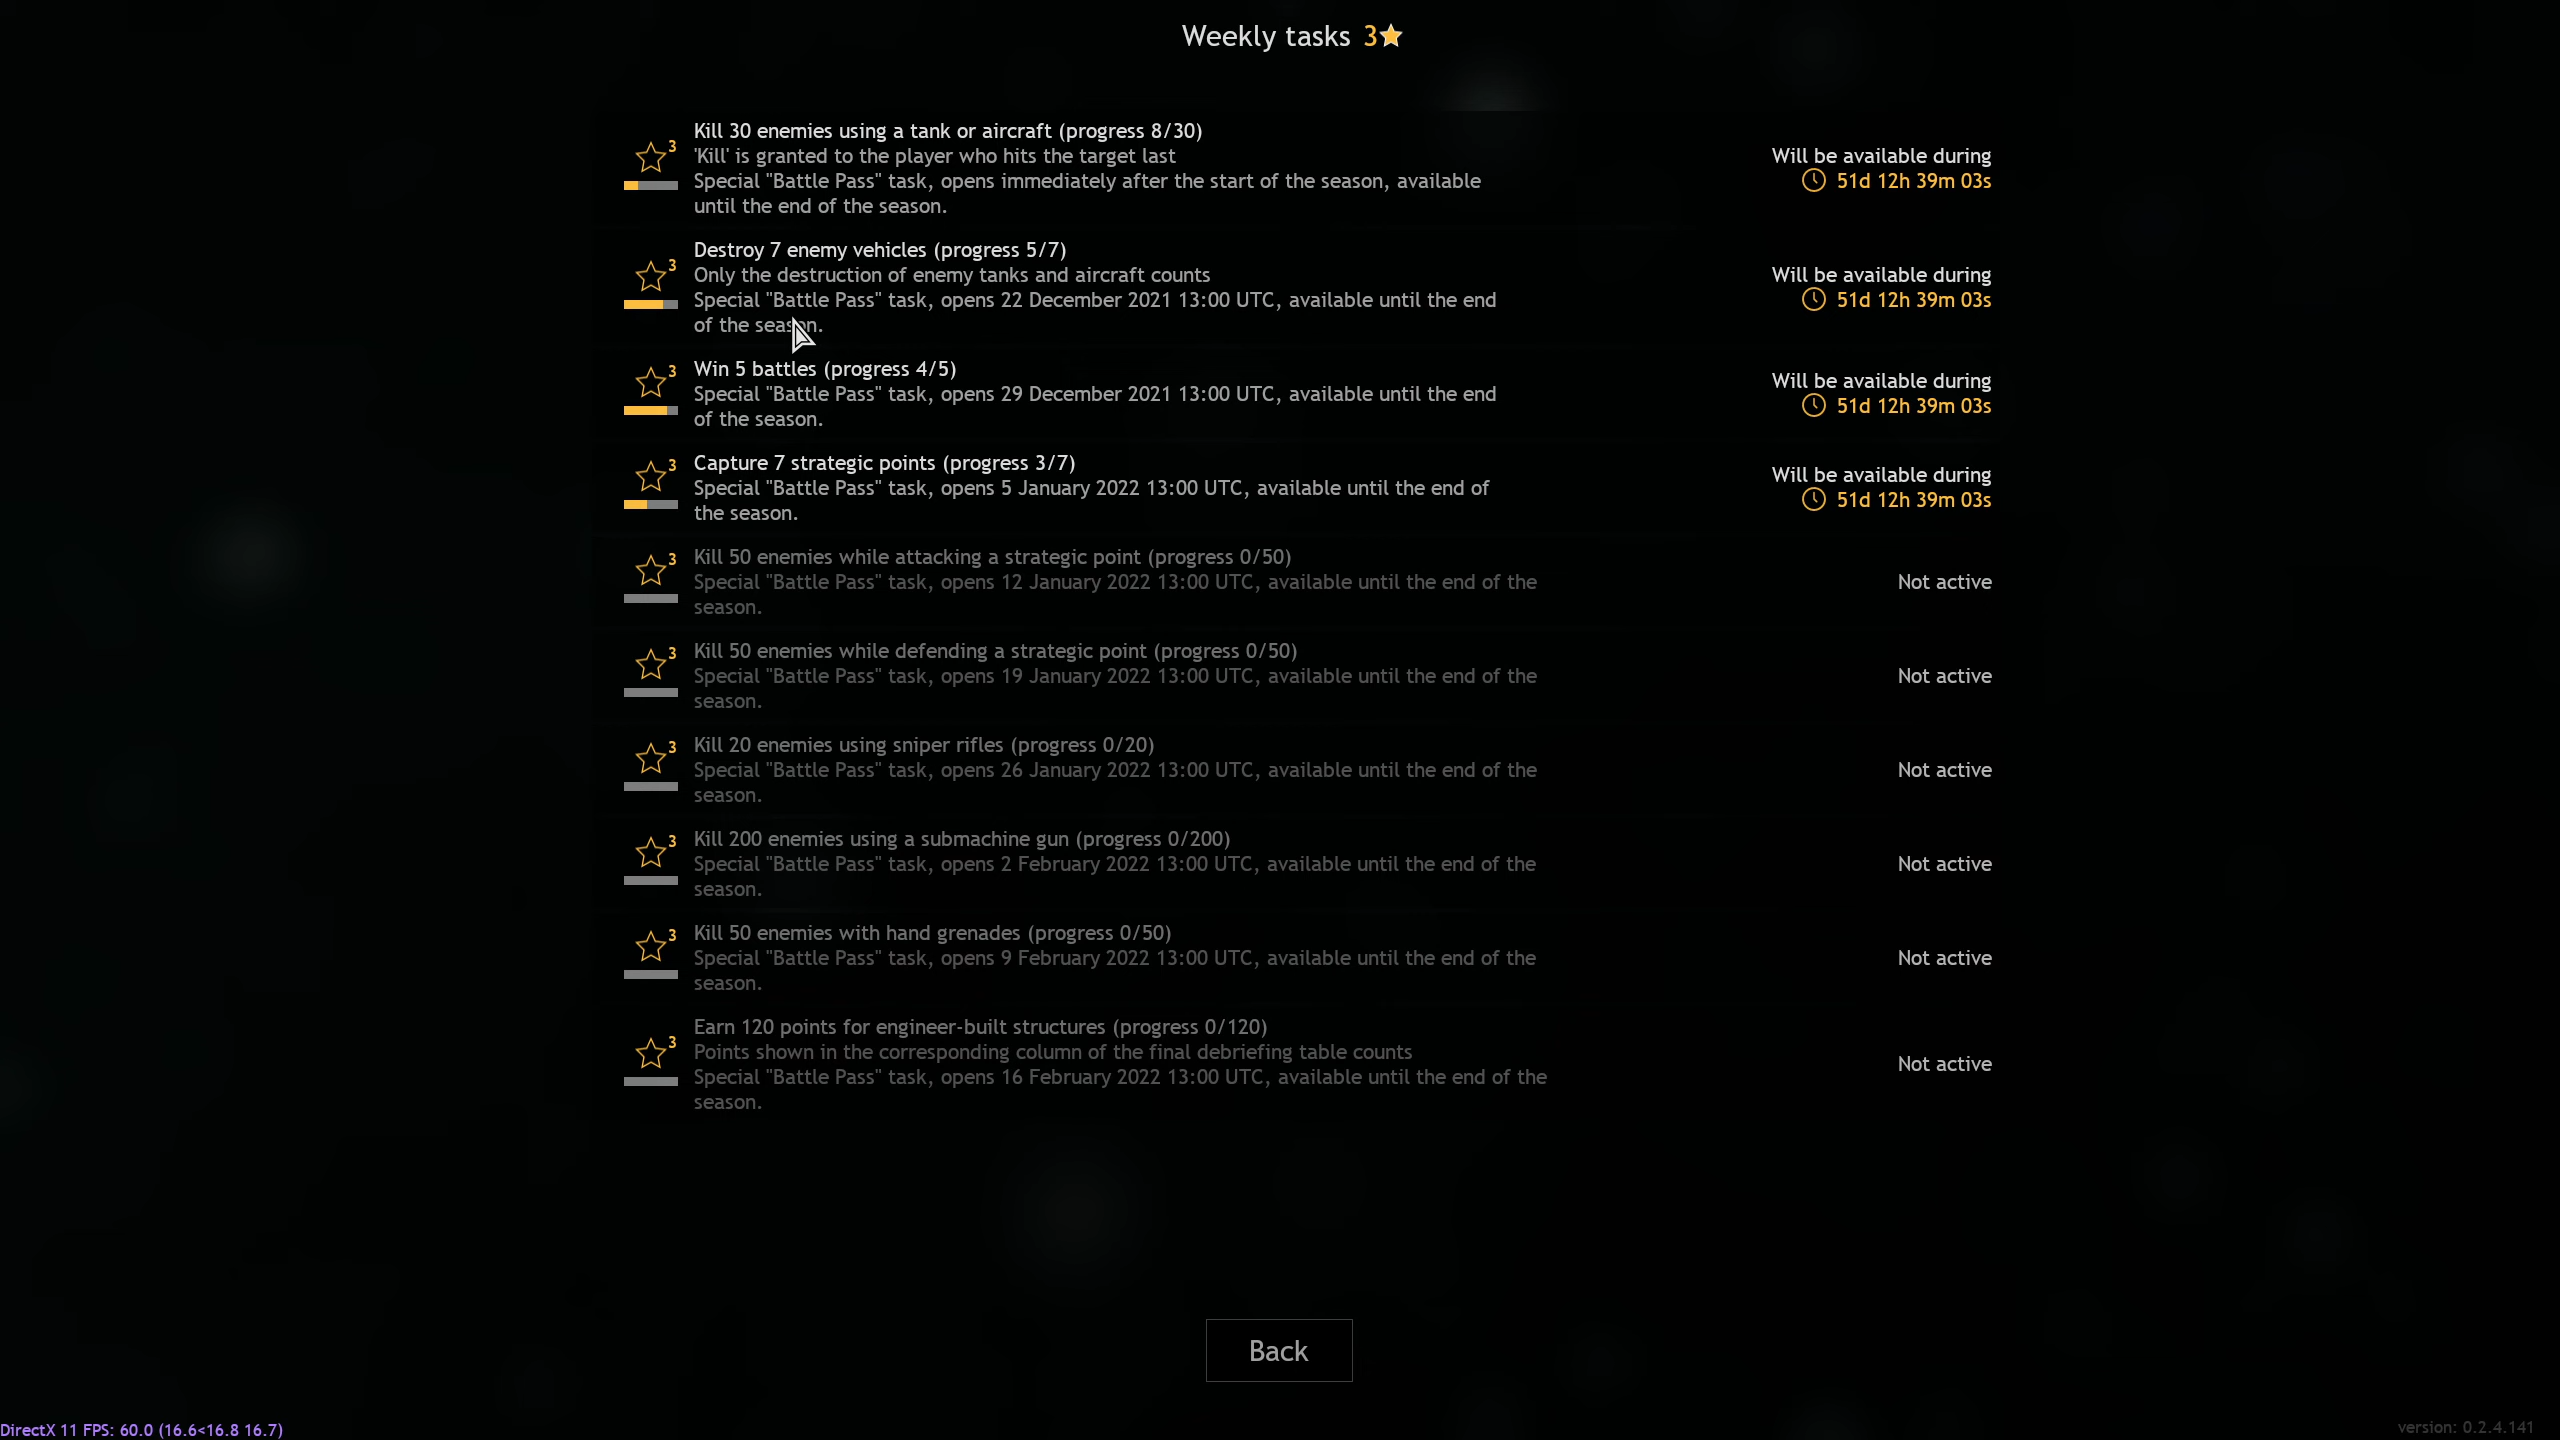 Weekly tasks 3
3
Kill 30 enemies using a tank or aircraft (progress 8/30)
'Kill' is granted to the player who hits the target last
Special "Battle Pass" task, opens immediately after the start of the season, available
until the end of the season.
Will be available during
51d 12h 39m 03s
3
Destroy 7 enemy vehicles (progress 5/7)
Only the destruction of enemy tanks and aircraft counts
Special "Battle Pass" task, opens 22 December 2021 13:00 UTC, available until the end
of the season.
Will be available during
51d 12h 39m 03s
3
Win 5 battles (progress 4/5)
Special "Battle Pass" task, opens 29 December 2021 13:00 UTC, available until the end
of the season.
Will be available during
51d 12h 39m 03s
3
Capture 7 strategic points (progress 3/7)
Special "Battle Pass" task, opens 5 January 2022 13:00 UTC, available until the end of
the season.
Will be available during
51d 12h 39m 03s
3
Kill 50 enemies while attacking a strategic point (progress 0/50)
Special "Battle Pass" task, opens 12 January 2022 13:00 UTC, available until the end of the
season.
Not active
3
Kill 50 enemies while defending a strategic point (progress 0/50)
Special "Battle Pass" task, opens 19 January 2022 13:00 UTC, available until the end of the
season.
Not active
3
Kill 20 enemies using sniper rifles (progress 0/20)
Special "Battle Pass" task, opens 26 January 2022 13:00 UTC, available until the end of the
season.
Not active
3
Kill 200 enemies using a submachine gun (progress 0/200)
Special "Battle Pass" task, opens 2 February 2022 13:00 UTC, available until the end of the
season.
Not active
3
Kill 50 enemies with hand grenades (progress 0/50)
Special "Battle Pass" task, opens 9 February 2022 13:00 UTC, available until the end of the
season.
Not active
3
Earn 120 points for engineer-built structures (progress 0/120)
Points shown in the corresponding column of the final debriefing table counts
Special "Battle Pass" task, opens 16 February 2022 13:00 UTC, available until the end of the
season.
Not active
Back
DirectX 11 FPS: 60.0 (16.6<16.8 16.7)
version: 0.2.4.141